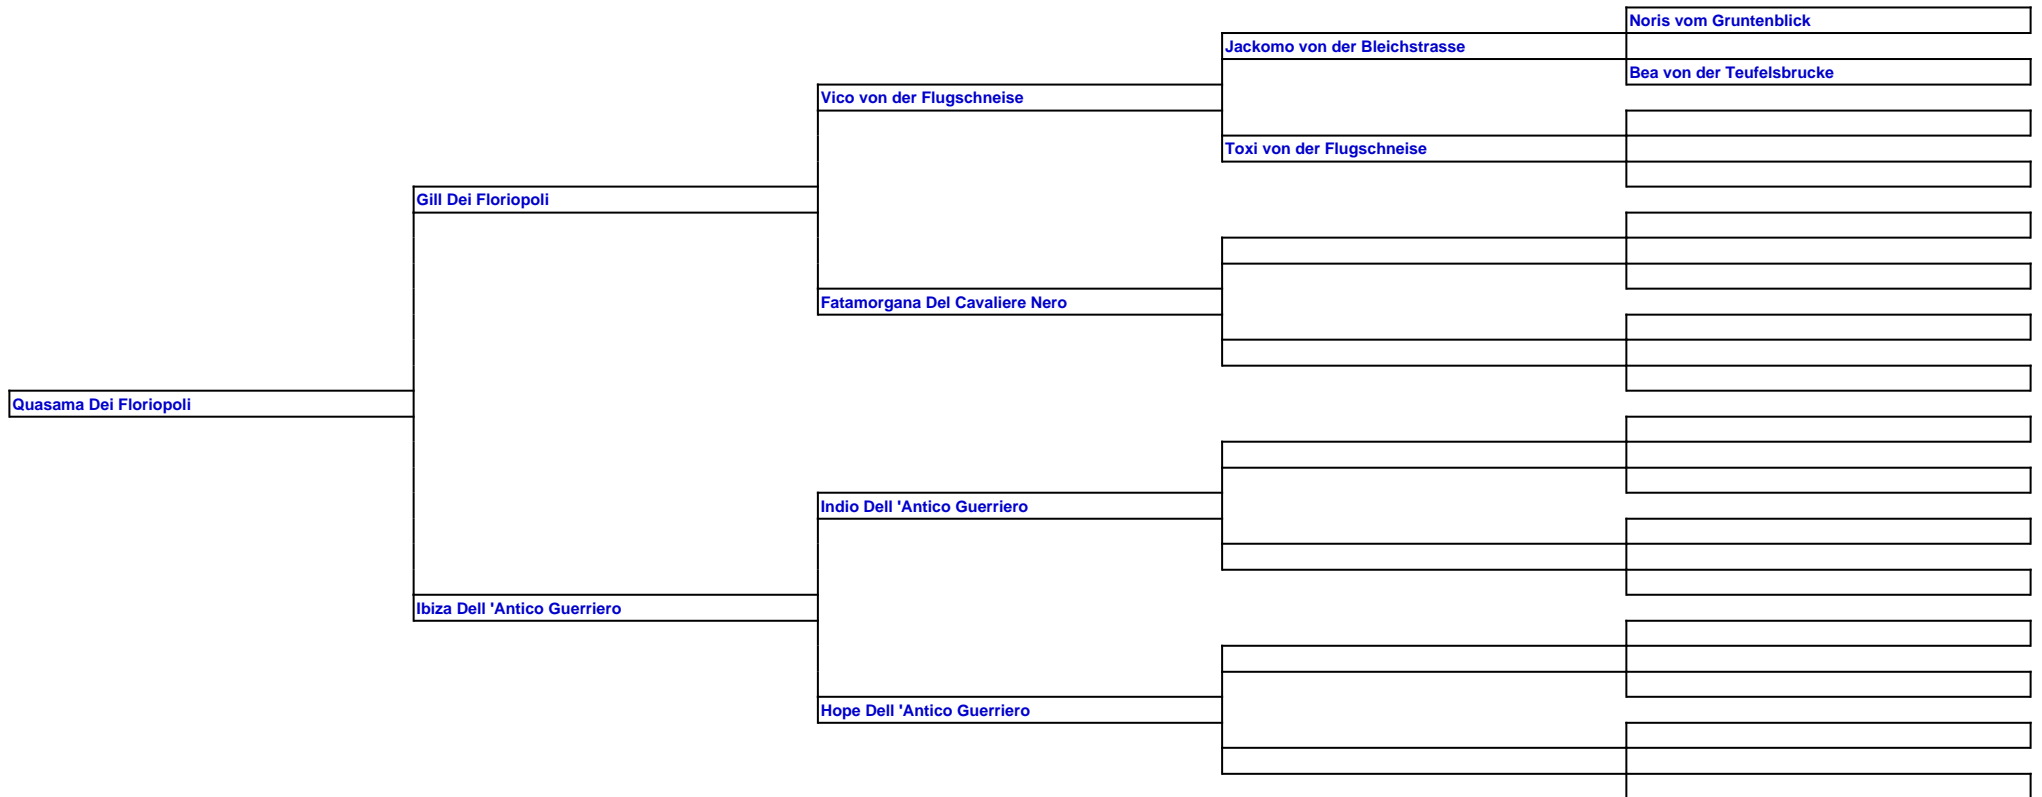 Noris vom Gruntenblick
Jackomo von der Bleichstrasse
Bea von der Teufelsbrucke
Vico von der Flugschneise
Toxi von der Flugschneise
Gill Dei Floriopoli
Fatamorgana Del Cavaliere Nero
Quasama Dei Floriopoli
Indio Dell 'Antico Guerriero
Ibiza Dell 'Antico Guerriero
Hope Dell 'Antico Guerriero